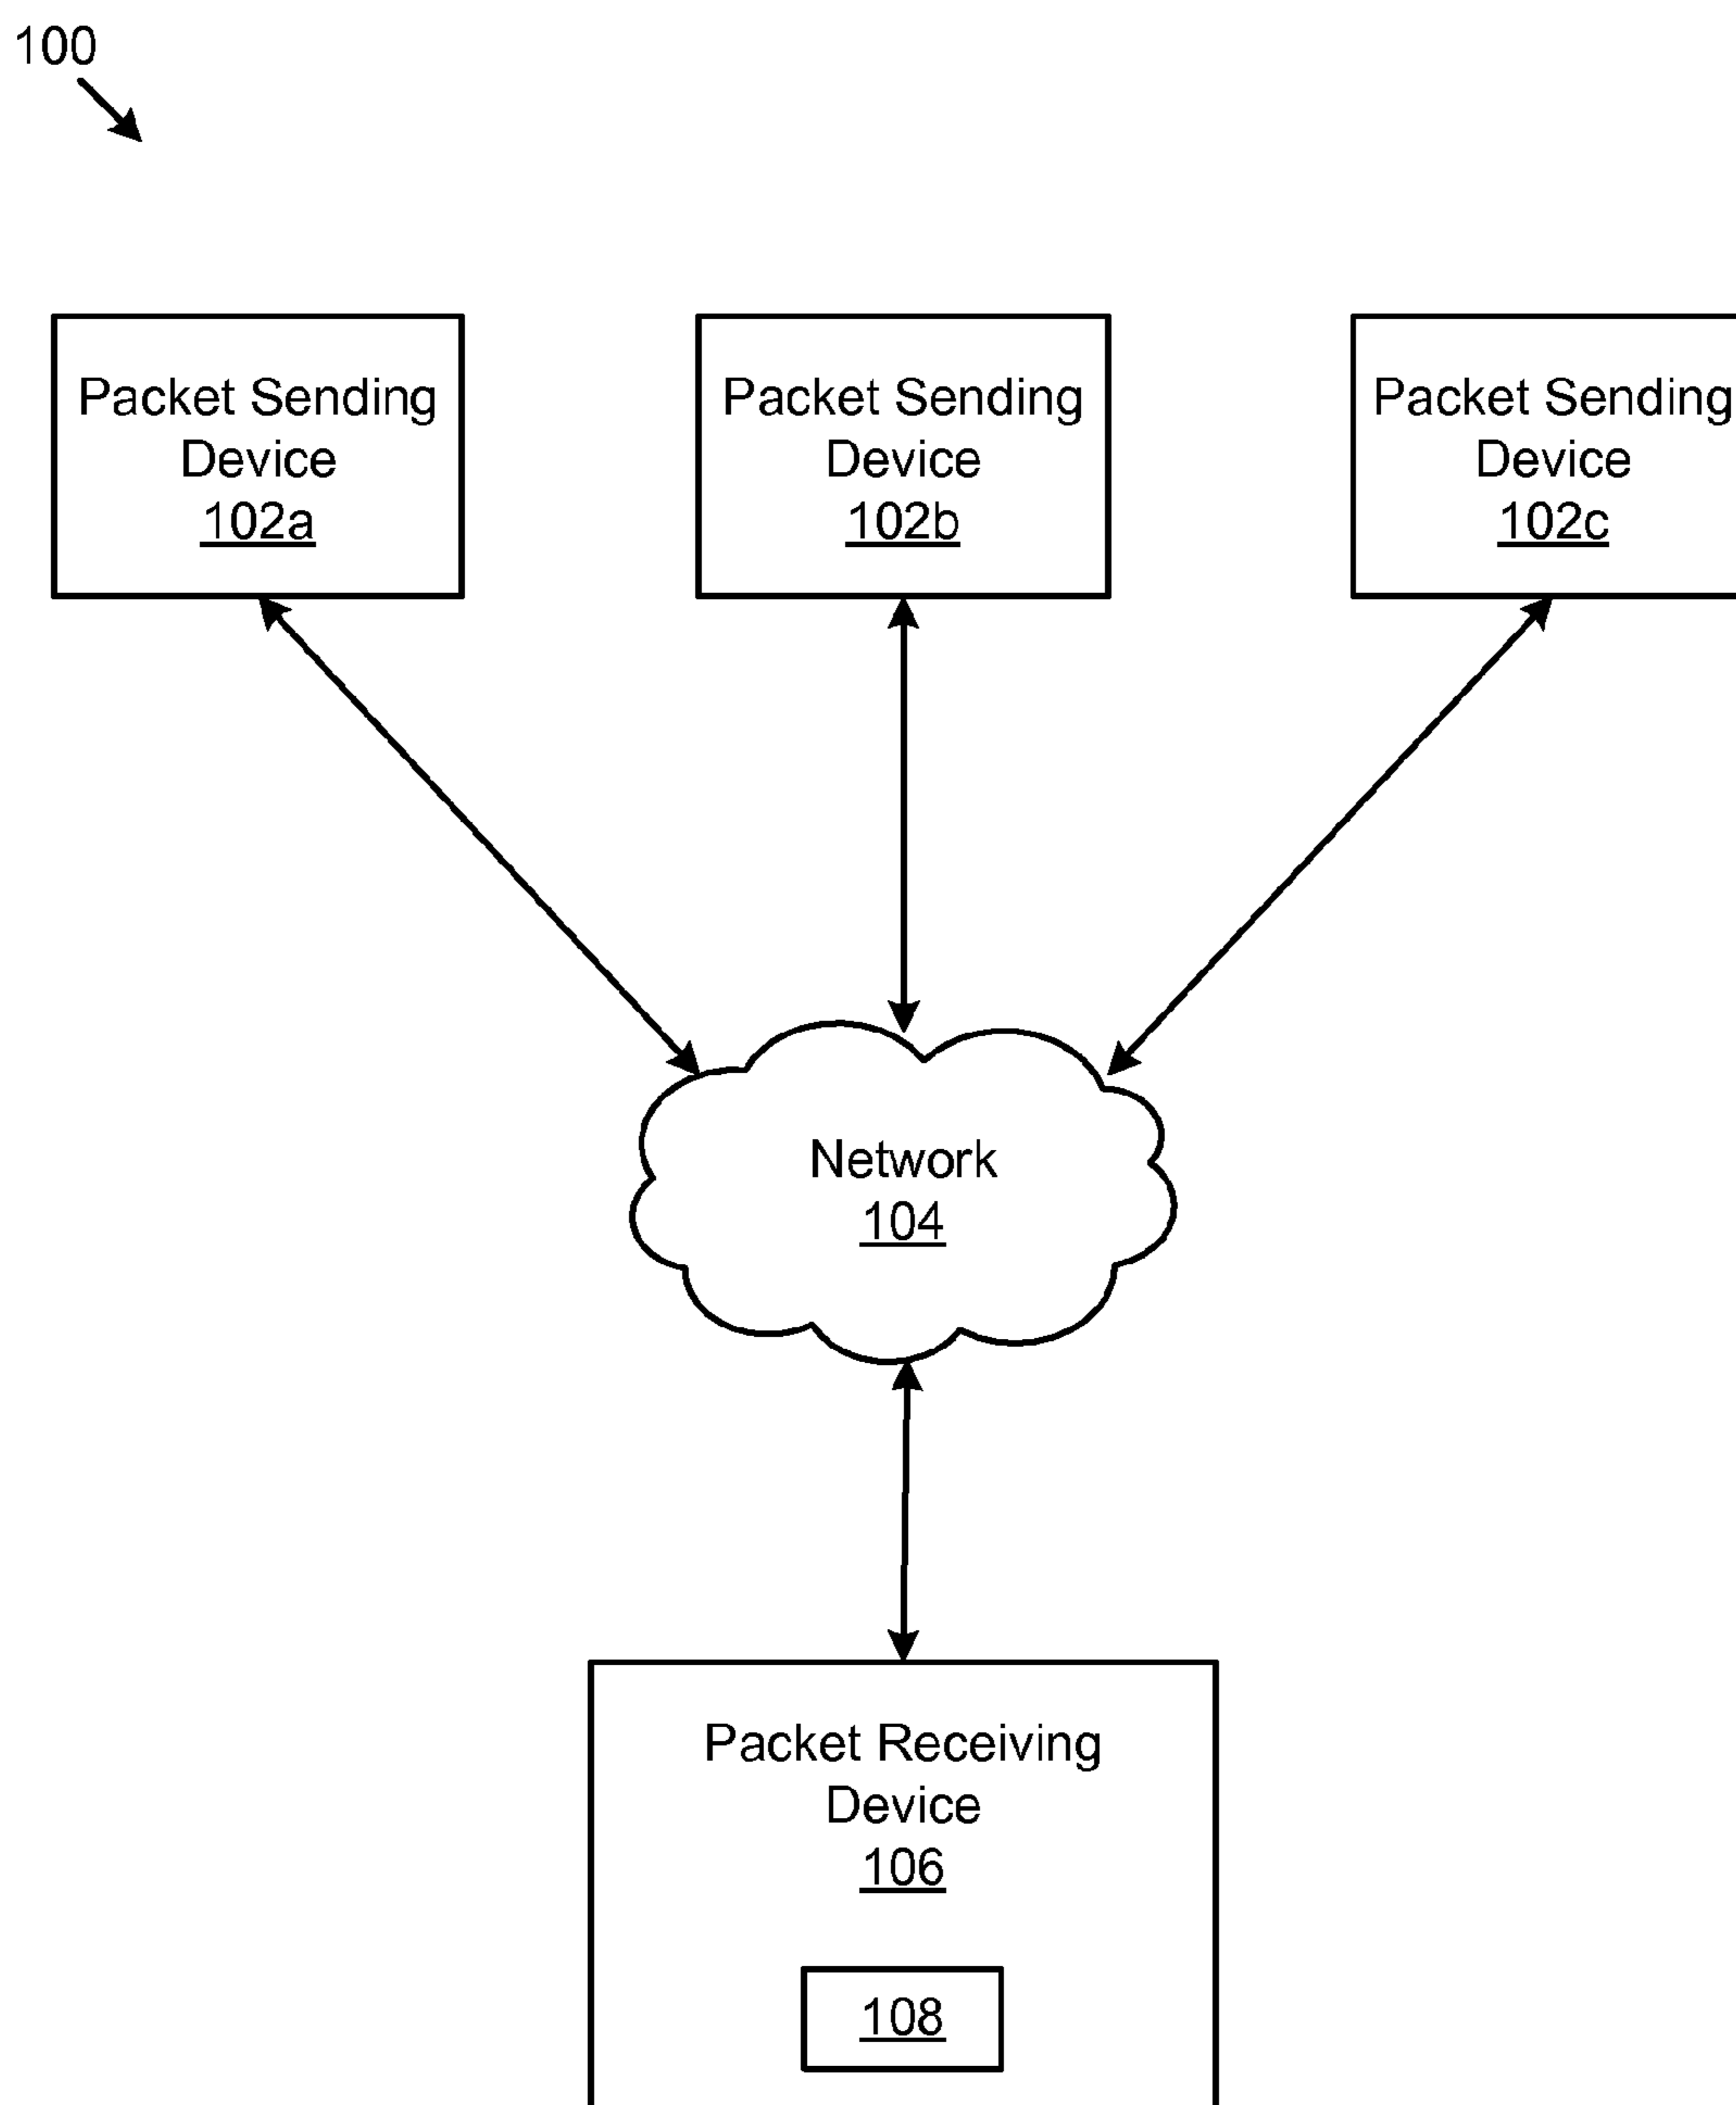 100
Packet Sending
Device
102a
Packet Sending
Device
102b
Packet Sending
Device
102c
Network
104
Packet Receiving
Device
106
108